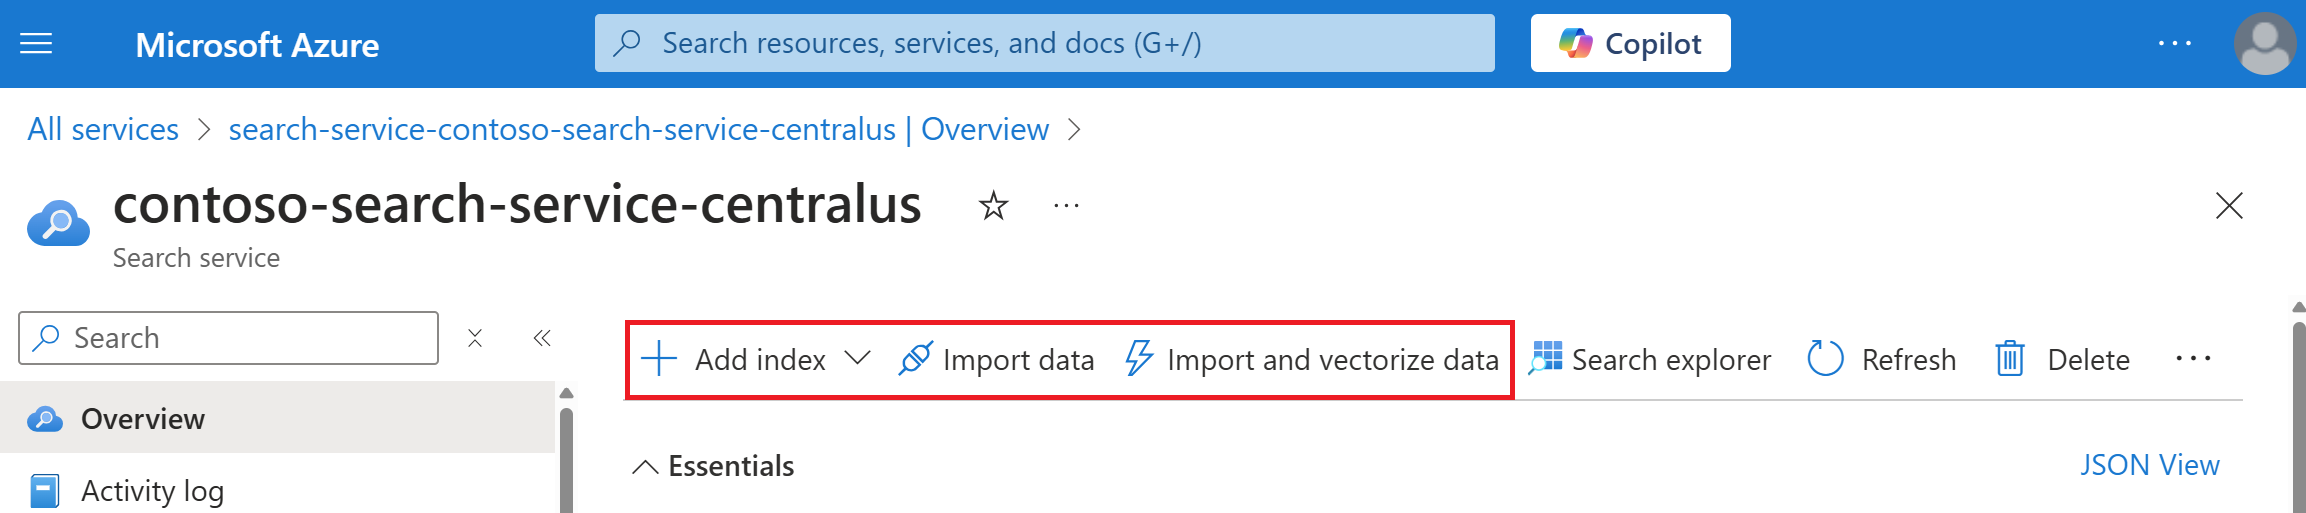 Microsoft Azure
Search resources, services, and docs (G+/)
Copilot
All services > search-service-contoso-search-service-centralus | Overview >
contoso-search-service-centralus
Search service
Search
Add index
Import data
Import and vectorize data
Search explorer
Refresh
Delete
Overview
Activity log
Essentials
JSON View